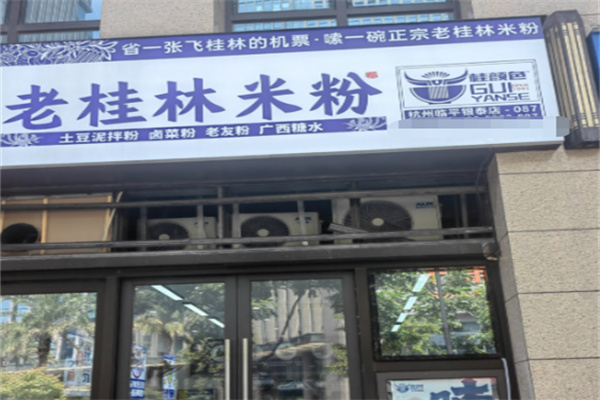 省一张飞桂林的机票·嗦一碗正宗老桂林米粉
老桂林米粉
桂颜色
GUI
YANSE
土豆泥拌粉 卤菜粉 老友粉 广西糖水
杭州临平银泰店-087